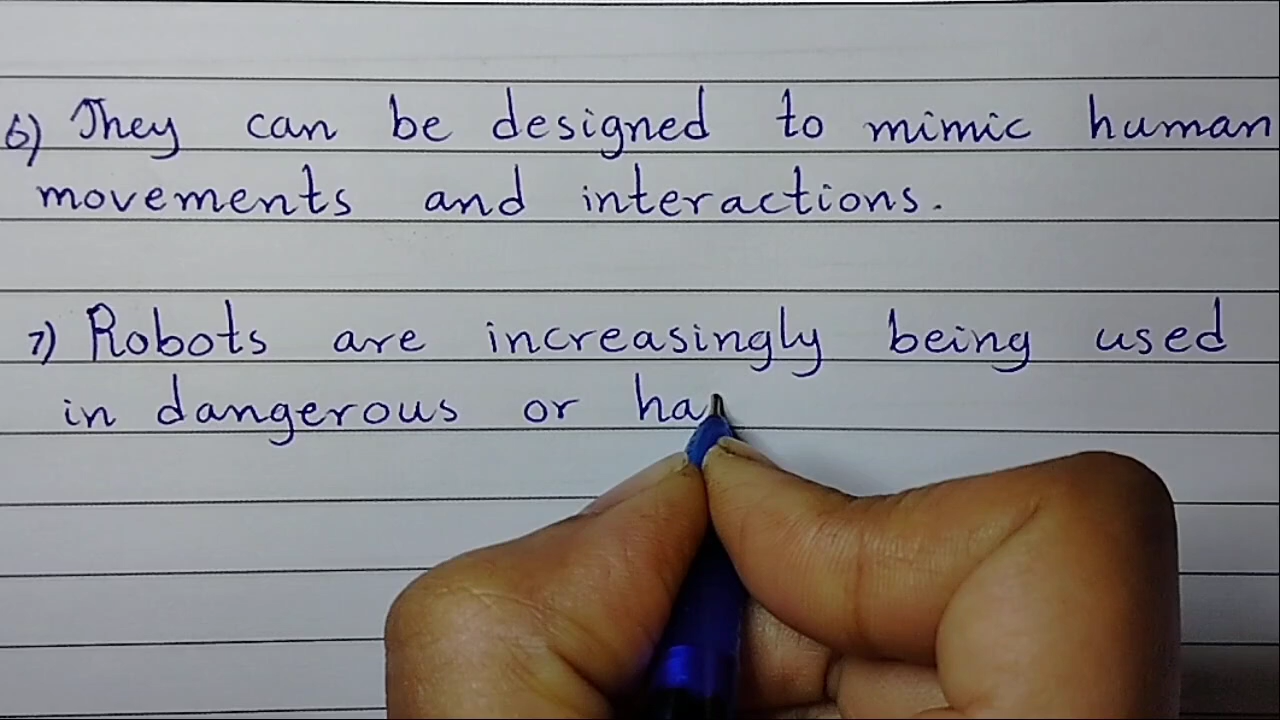 6) They can be designed to mimic human
movements and interactions.
7) Robots are increasingly being used
in dangerous or ha